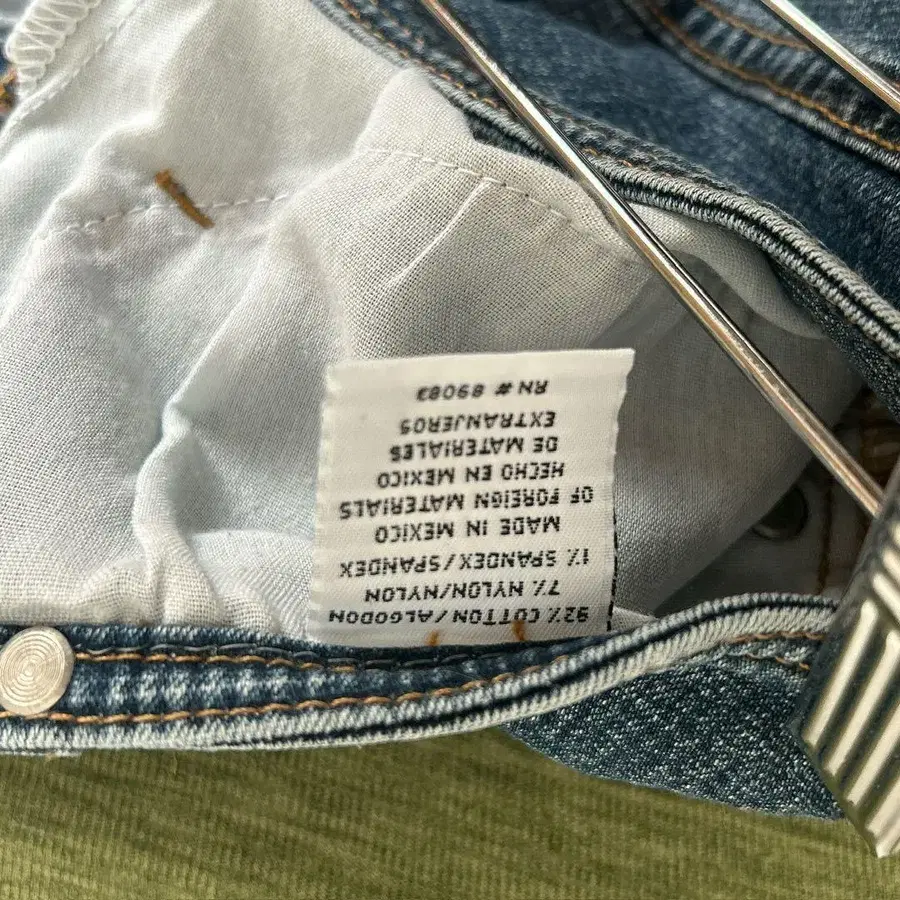 92% COTTON/ALGODON
7% NYLON/NYLON
1% SPANDEX/SPANDEX
MADE IN MEXICO
OF FOREIGN MATERIALS
HECHO EN MEXICO
DE MATERIALES
EXTRANJEROS
RN # 89083